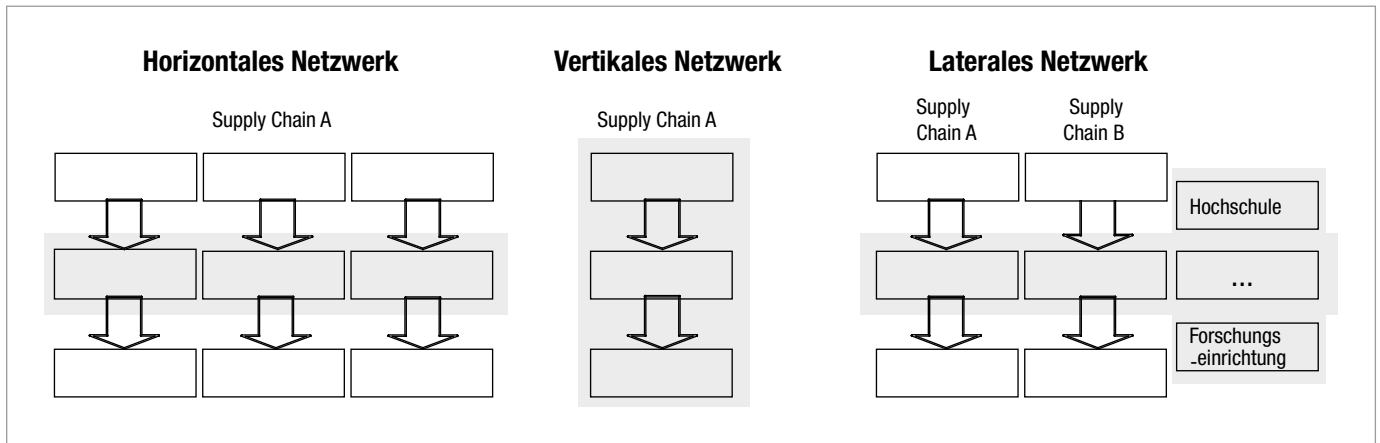 Horizontales Netzwerk
Supply Chain A
Vertikales Netzwerk
Supply Chain A
Laterales Netzwerk
Supply
Chain A
Supply
Chain B
Hochschule
...
Forschungs
-einrichtung